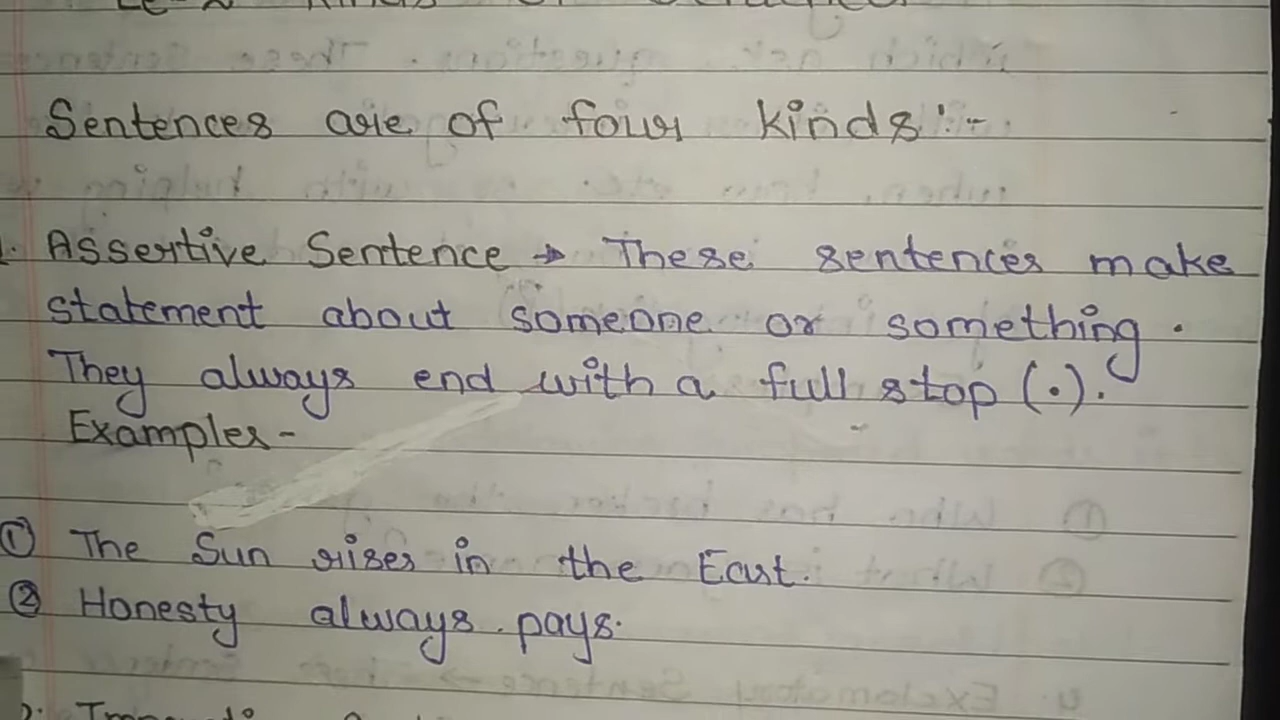 Sentences are of four kinds:-
1. Assertive Sentence → These sentences make
statement about someone or something.
They always end with a full stop (.).
Examples-
① The Sun rises in the East.
② Honesty always pays.